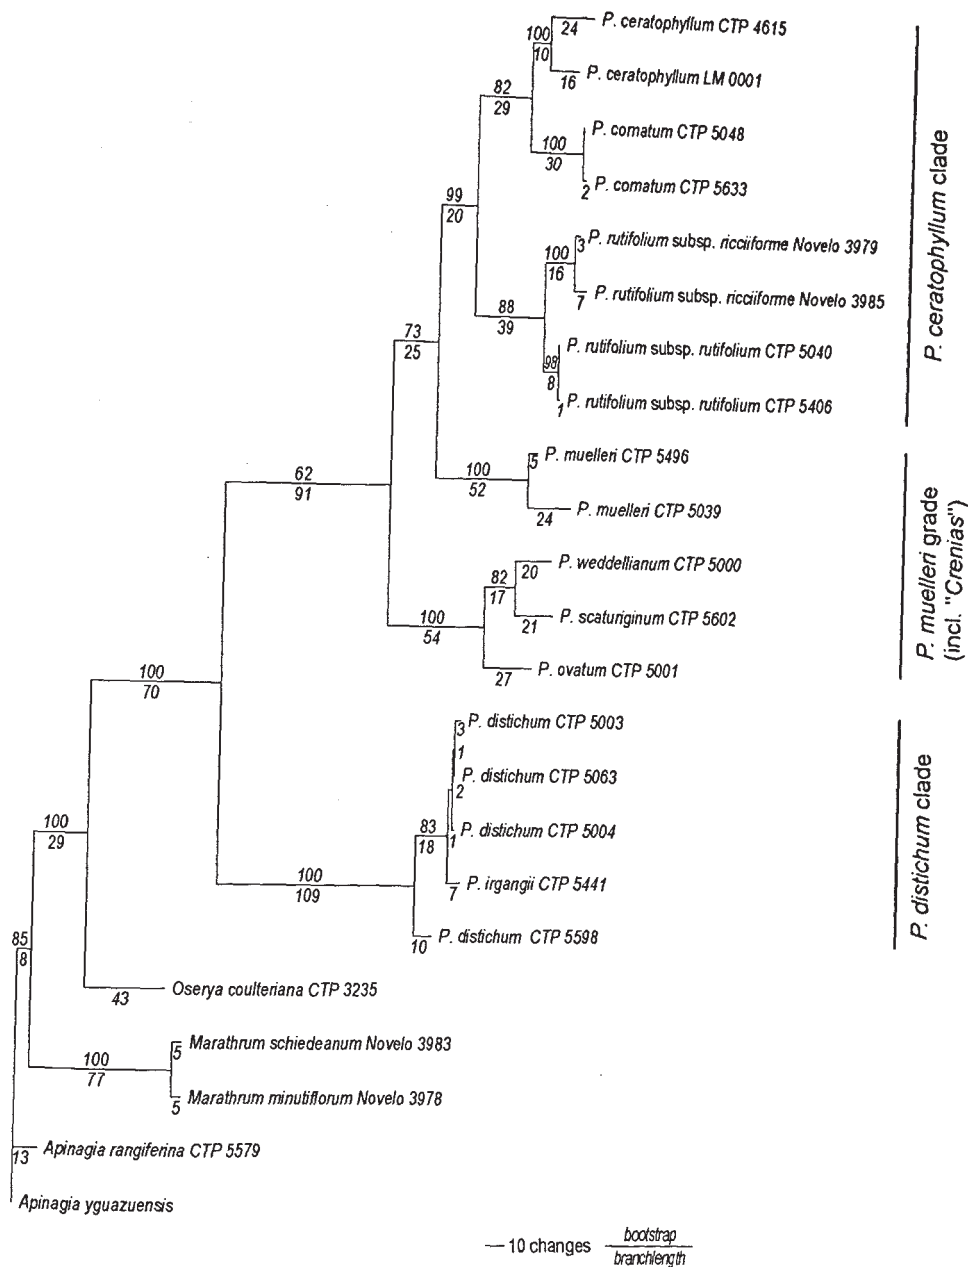 P. ceratophyllum CTP 4615
24
100
10
P. ceratophyllum LM 0001
16
82
29
P. comatum CTP 5048
100
30
P. comatum CTP 5633
2
99
20
P. rutifolium subsp. ricciiforme Novelo 3979
3
100
16
P. rutifolium subsp. ricciiforme Novelo 3985
7
88
39
P. rutifolium subsp. rutifolium CTP 5040
98
8
P. rutifolium subsp. rutifolium CTP 5406
1
P. ceratophyllum clade
73
25
P. muelleri CTP 5496
5
100
52
P. muelleri CTP 5039
24
62
91
P. weddellianum CTP 5000
20
82
17
P. scaturiginum CTP 5602
21
100
54
P. ovatum CTP 5001
27
P. muelleri grade
(incl. "Crenias")
100
70
P. distichum CTP 5003
3
1
P. distichum CTP 5063
2
P. distichum CTP 5004
1
83
18
P. irgangii CTP 5441
7
100
109
P. distichum CTP 5598
10
P. distichum clade
100
29
85
8
Oserya coulteriana CTP 3235
43
Marathrum schiedeanum Novelo 3983
5
100
77
Marathrum minutiflorum Novelo 3978
5
Apinagia rangiferina CTP 5579
13
Apinagia yguazuensis
10 changes
bootstrap
branchlength